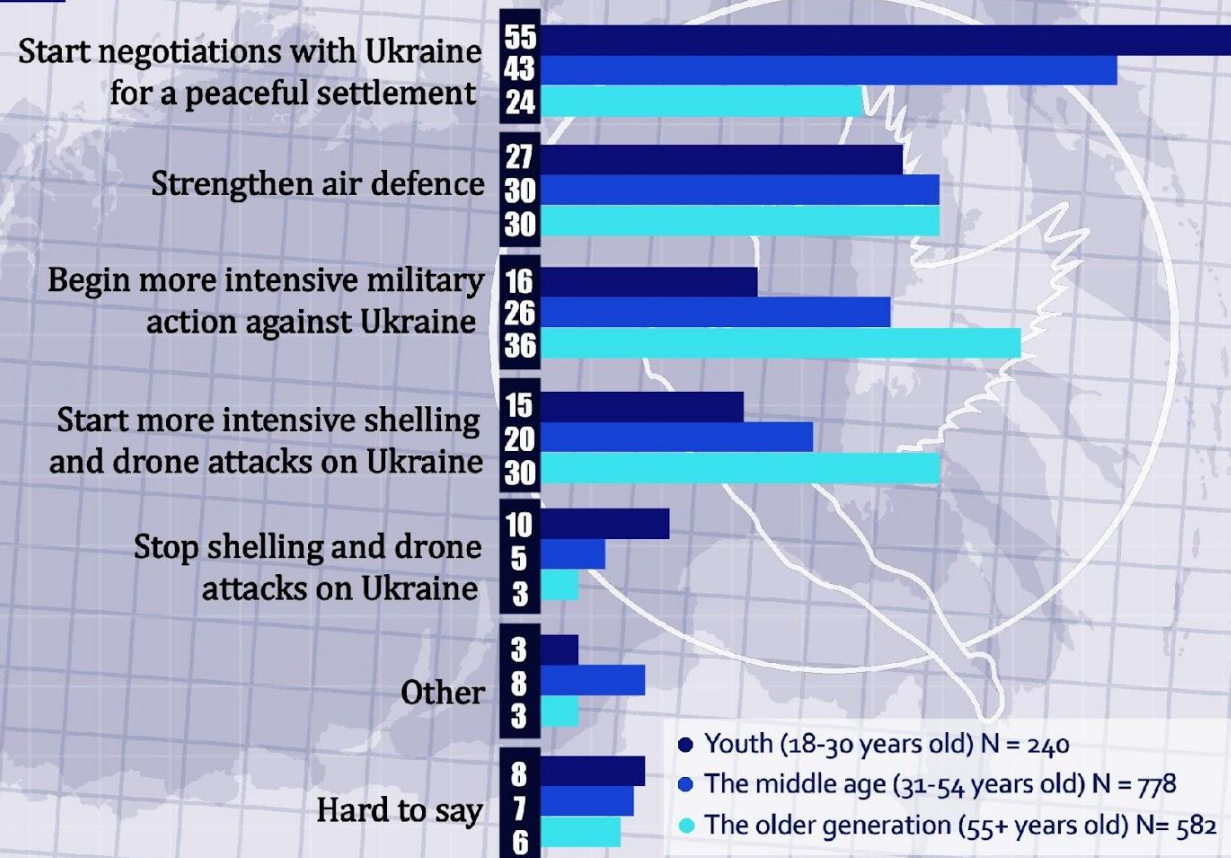 Start negotiations with Ukraine
for a peaceful settlement
55
43
24
Strengthen air defence
27
30
30
Begin more intensive military
action against Ukraine
16
26
36
Start more intensive shelling
and drone attacks on Ukraine
15
20
30
Stop shelling and drone
attacks on Ukraine
10
5
3
Other
3
8
3
Hard to say
8
7
6
● Youth (18-30 years old) N = 240
● The middle age (31-54 years old) N = 778
● The older generation (55+ years old) N= 582